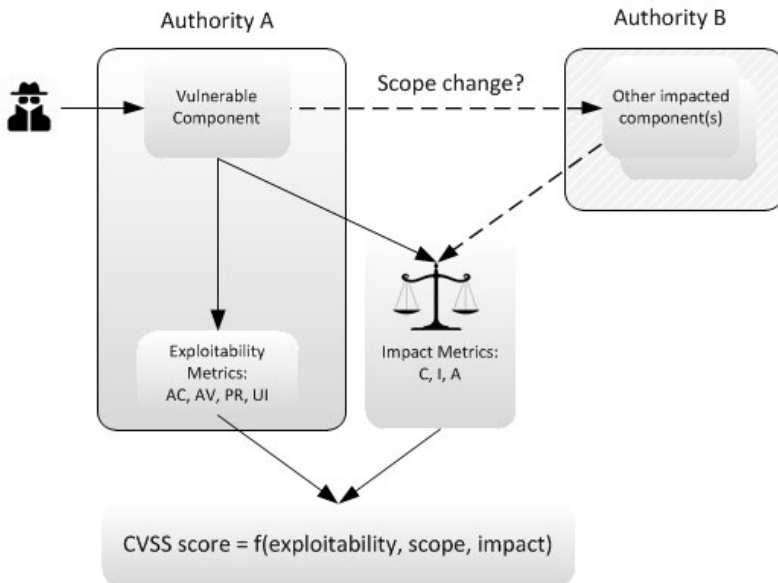 Authority A
Authority B
Vulnerable
Component
Scope change?
Other impacted
component(s)
Exploitability
Metrics:
AC, AV, PR, UI
Impact Metrics:
C, I, A
CVSS score = f(exploitability, scope, impact)